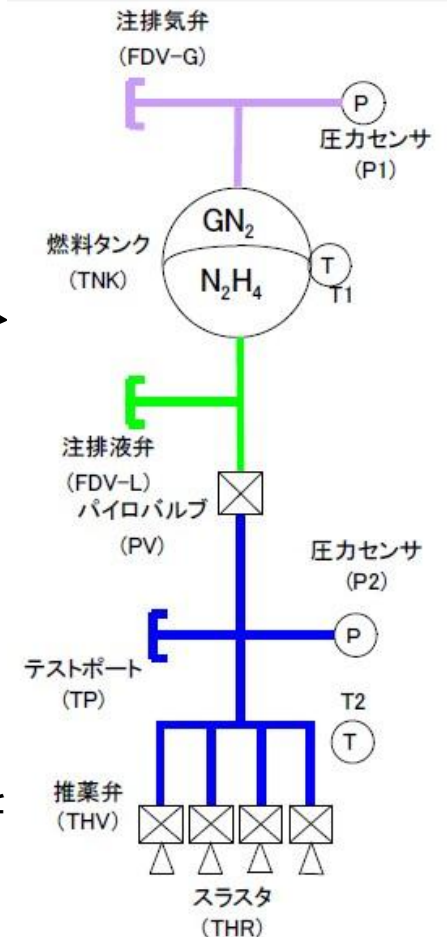 注排気弁
(FDV-G)
P
圧力センサ
(P1)
GN₂
燃料タンク
(TNK)
N₂H₄
T
T1
注排液弁
(FDV-L)
パイロバルブ
(PV)
圧力センサ
(P2)
P
テストポート
(TP)
T2
T
推薬弁
(THV)
スラスタ
(THR)